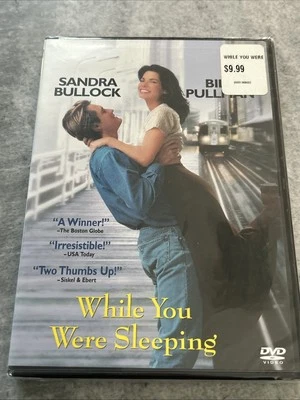 WHILE YOU WERE
$9.99
SANDRA
BULLOCK
BILL
PULLMAN
"A Winner!"
–The Boston Globe
"Irresistible!"
–USA Today
"Two Thumbs Up!"
–Siskel & Ebert
While You
Were Sleeping
DVD
VIDEO